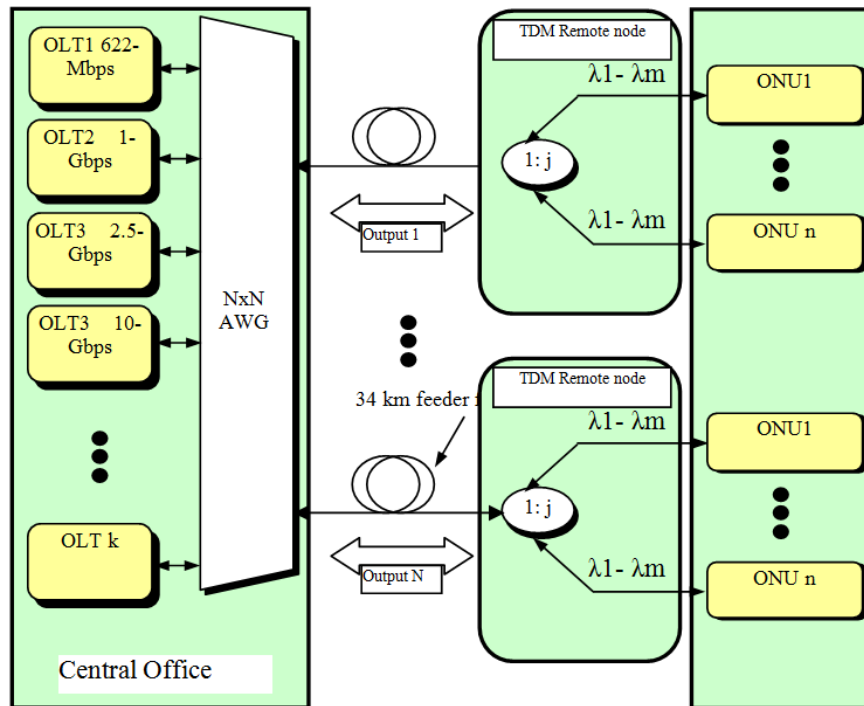 OLT1 622-
Mbps
OLT2 1-
Gbps
OLT3 2.5-
Gbps
OLT3 10-
Gbps
OLT k
NxN
AWG
Central Office
Output 1
34 km feeder
Output N
TDM Remote node
λ1- λm
1: j
λ1- λm
TDM Remote node
λ1- λm
1: j
λ1- λm
ONU1
ONU n
ONU1
ONU n